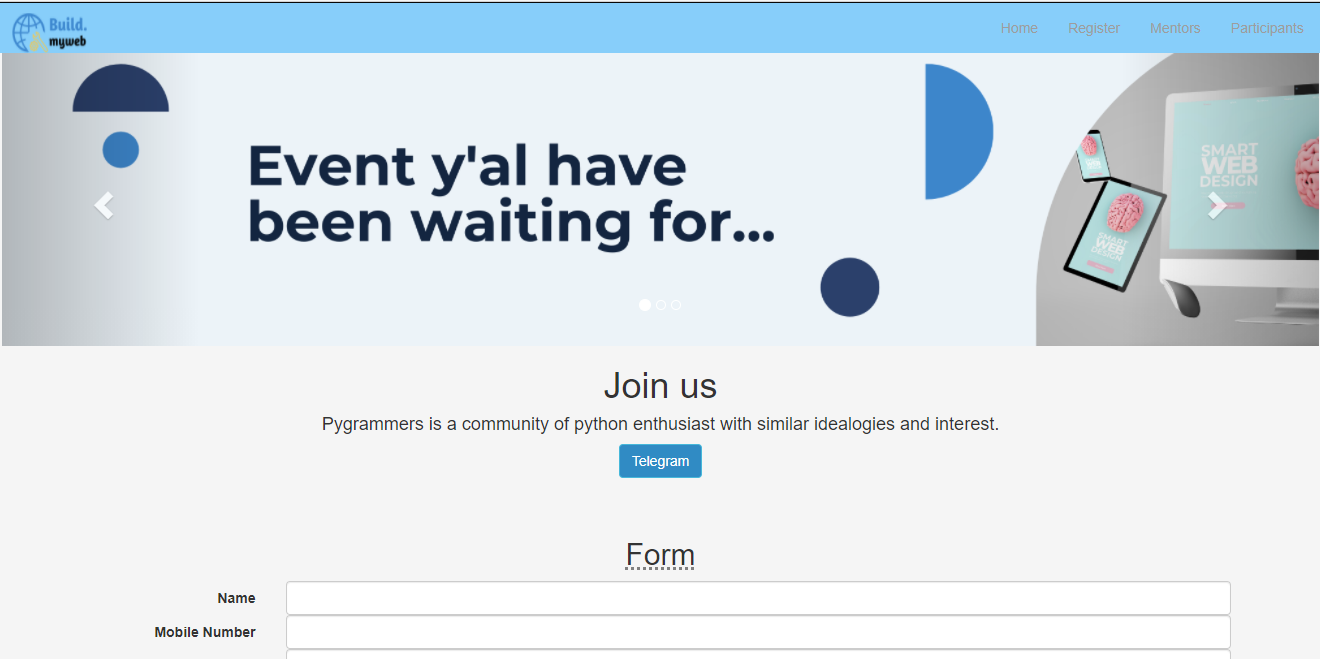 Build.
myweb
Home Register Mentors Participants
Event y'al have
been waiting for...
SMART
WEB
DESIGN
SMART
WEB
DESIGN
Join us
Pygrammers is a community of python enthusiast with similar idealogies and interest.
Telegram
Form
Name
Mobile Number